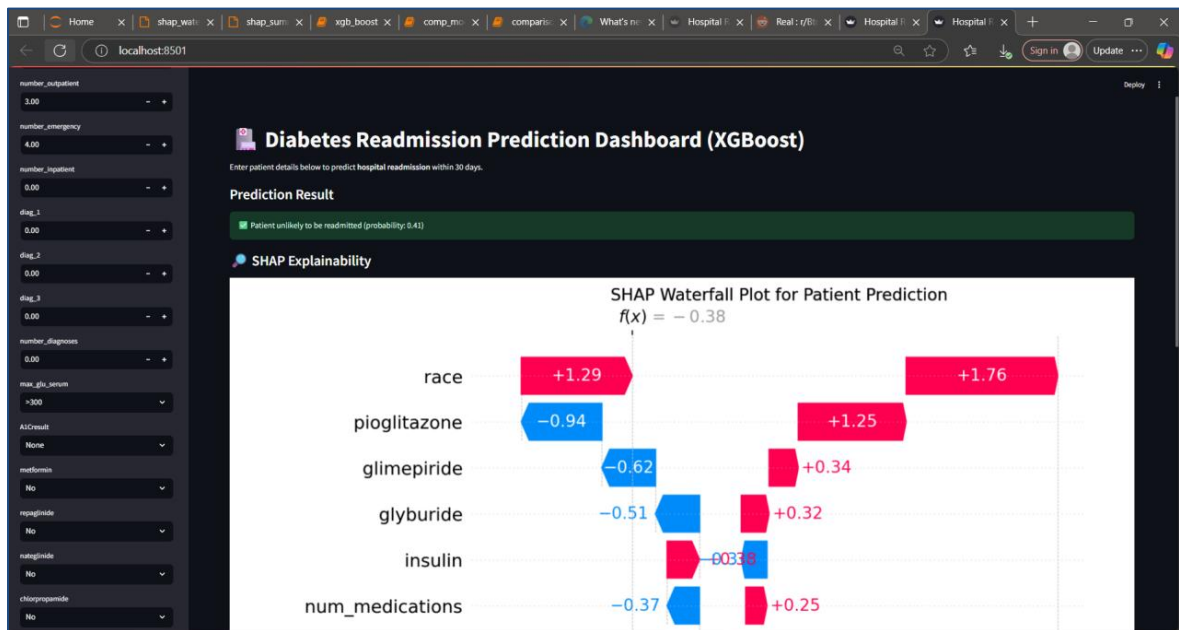 Home
shap_wate
shap_sum
xgb_boost
comp_mo
comparis
What's ne
Hospital R
Real : r/Bl
Hospital R
Hospital R
localhost:8501
Sign in
Update
number_outpatient
3.00
number_emergency
4.00
number_inpatient
0.00
diag_1
0.00
diag_2
0.00
diag_3
0.00
number_diagnoses
0.00
max_glu_serum
>300
A1Cresult
None
metformin
No
repaglinide
No
nateglinide
No
chlorpropamide
No
Deploy
Diabetes Readmission Prediction Dashboard (XGBoost)
Enter patient details below to predict hospital readmission within 30 days.
Prediction Result
Patient unlikely to be readmitted (probability: 0.41)
SHAP Explainability
SHAP Waterfall Plot for Patient Prediction
f(x) = −0.38
race +1.29 +1.76
pioglitazone −0.94 +1.25
glimepiride −0.62 +0.34
glyburide −0.51 +0.32
insulin
num_medications −0.37 +0.25